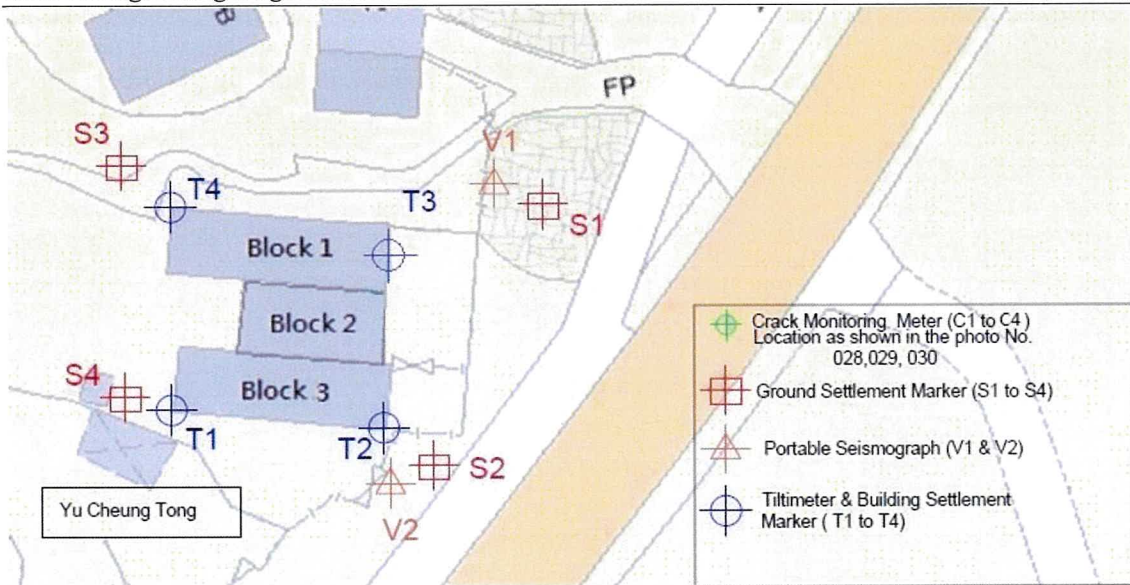 B
FP
S3
V1
T4
T3
S1
Block 1
Block 2
Block 3
S4
T1
T2
S2
V2
Yu Cheung Tong
Crack Monitoring Meter (C1 to C4 )
Location as shown in the photo No.
028,029, 030
Ground Settlement Marker (S1 to S4)
Portable Seismograph (V1 & V2)
Tiltimeter & Building Settlement
Marker ( T1 to T4)